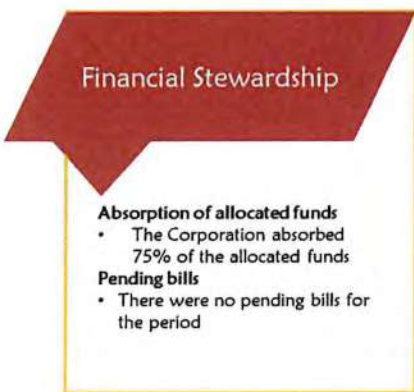 Financial Stewardship
Absorption of allocated funds
• The Corporation absorbed
75% of the allocated funds
Pending bills
• There were no pending bills for
the period